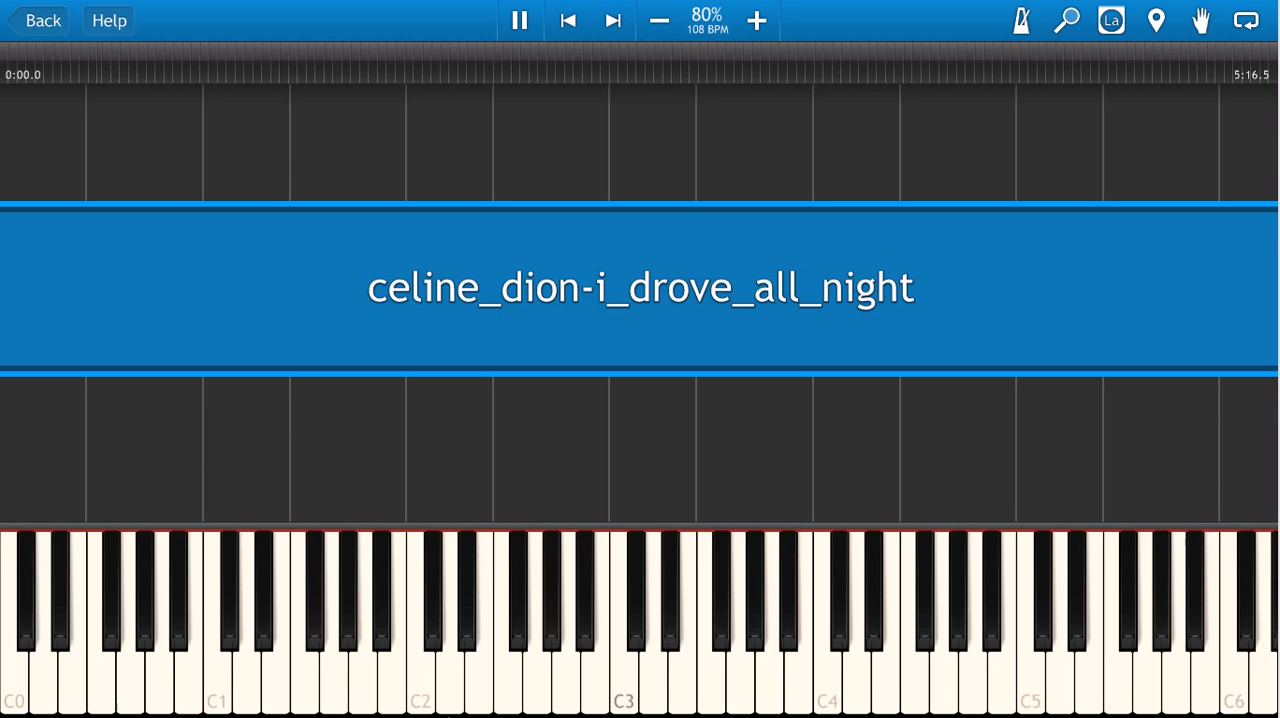 Back
Help
80%
108 BPM
La
0:00.0
5:16.5
celine_dion-i_drove_all_night
C0
C1
C2
C3
C4
C5
C6